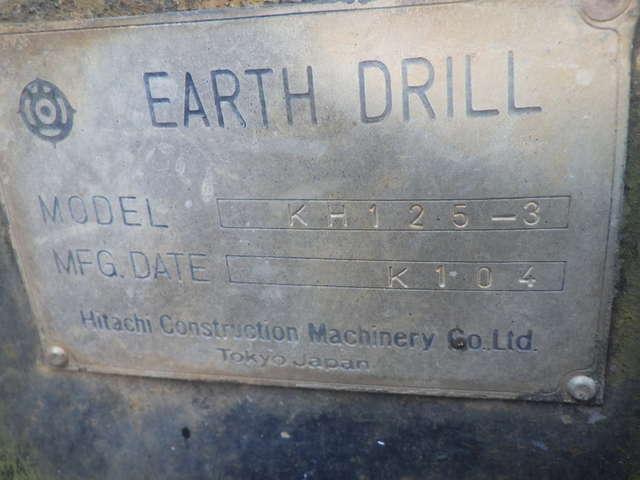 EARTH DRILL
MODEL KH125-3
MFG. DATE K104
Hitachi Construction Machinery Co.,Ltd.
Tokyo Japan